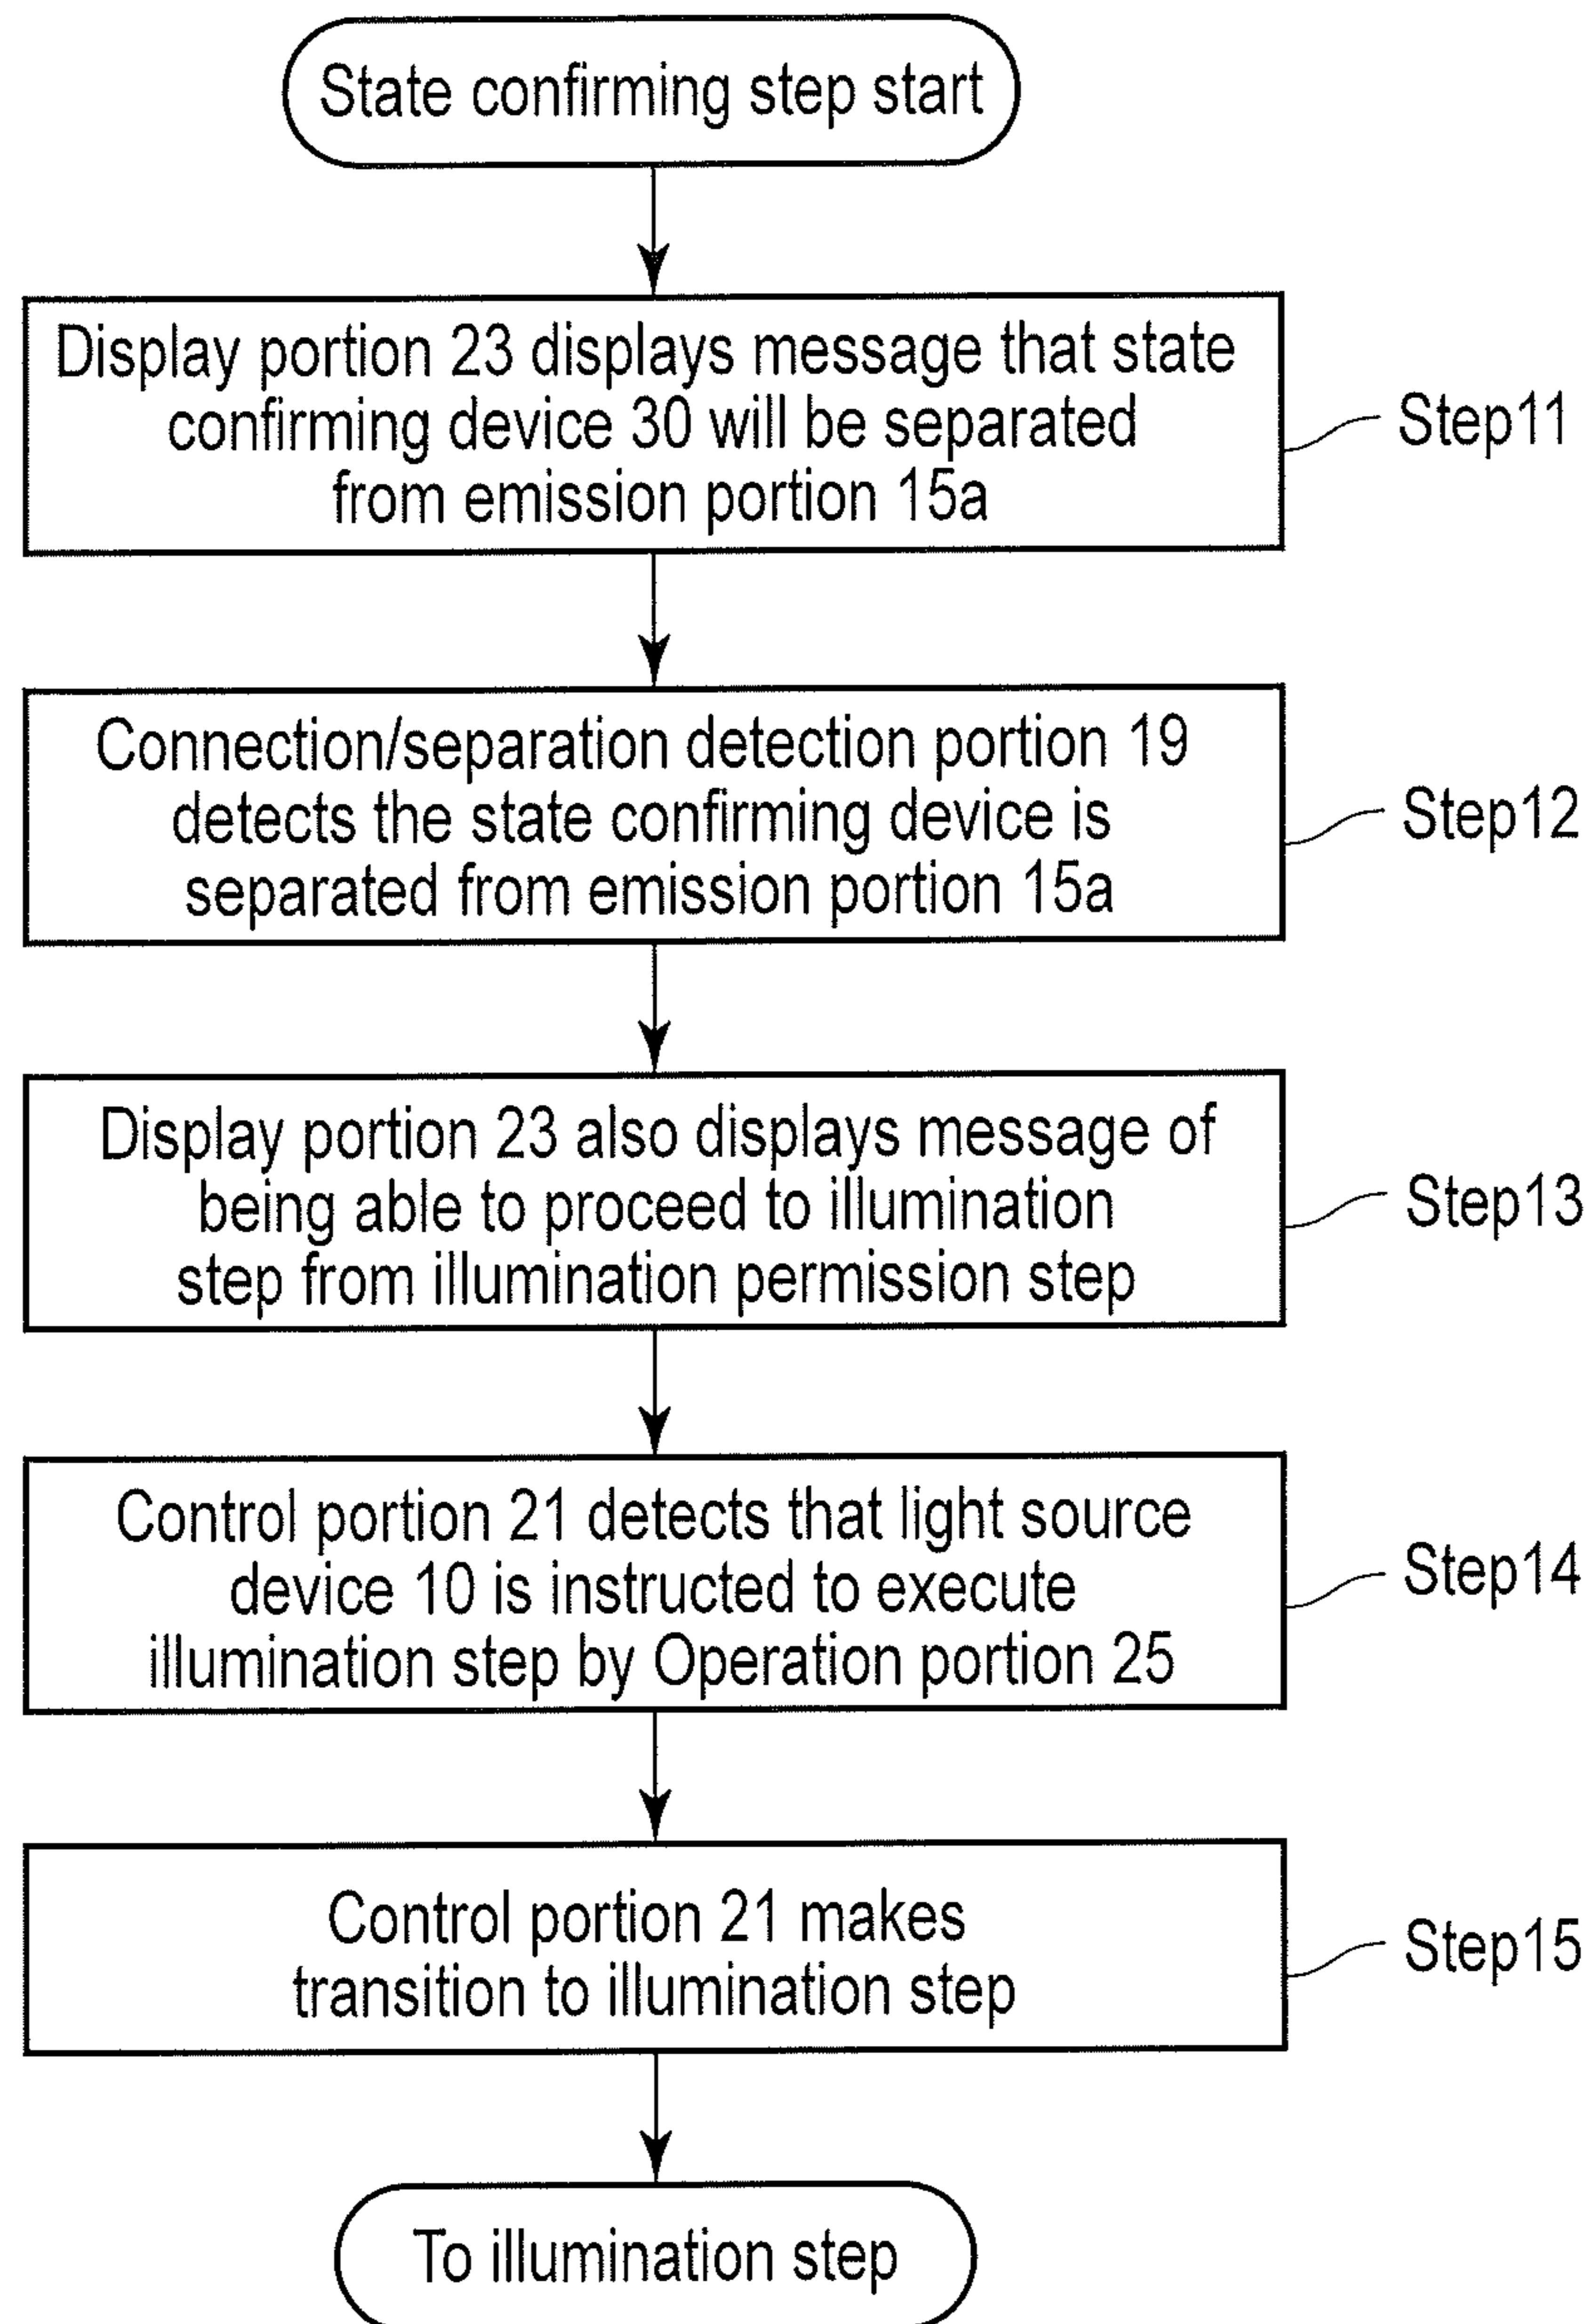 State confirming step start
Display portion 23 displays message that state
confirming device 30 will be separated
from emission portion 15a
Step11
Connection/separation detection portion 19
detects the state confirming device is
separated from emission portion 15a
Step12
Display portion 23 also displays message of
being able to proceed to illumination
step from illumination permission step
Step13
Control portion 21 detects that light source
device 10 is instructed to execute
illumination step by Operation portion 25
Step14
Control portion 21 makes
transition to illumination step
Step15
To illumination step